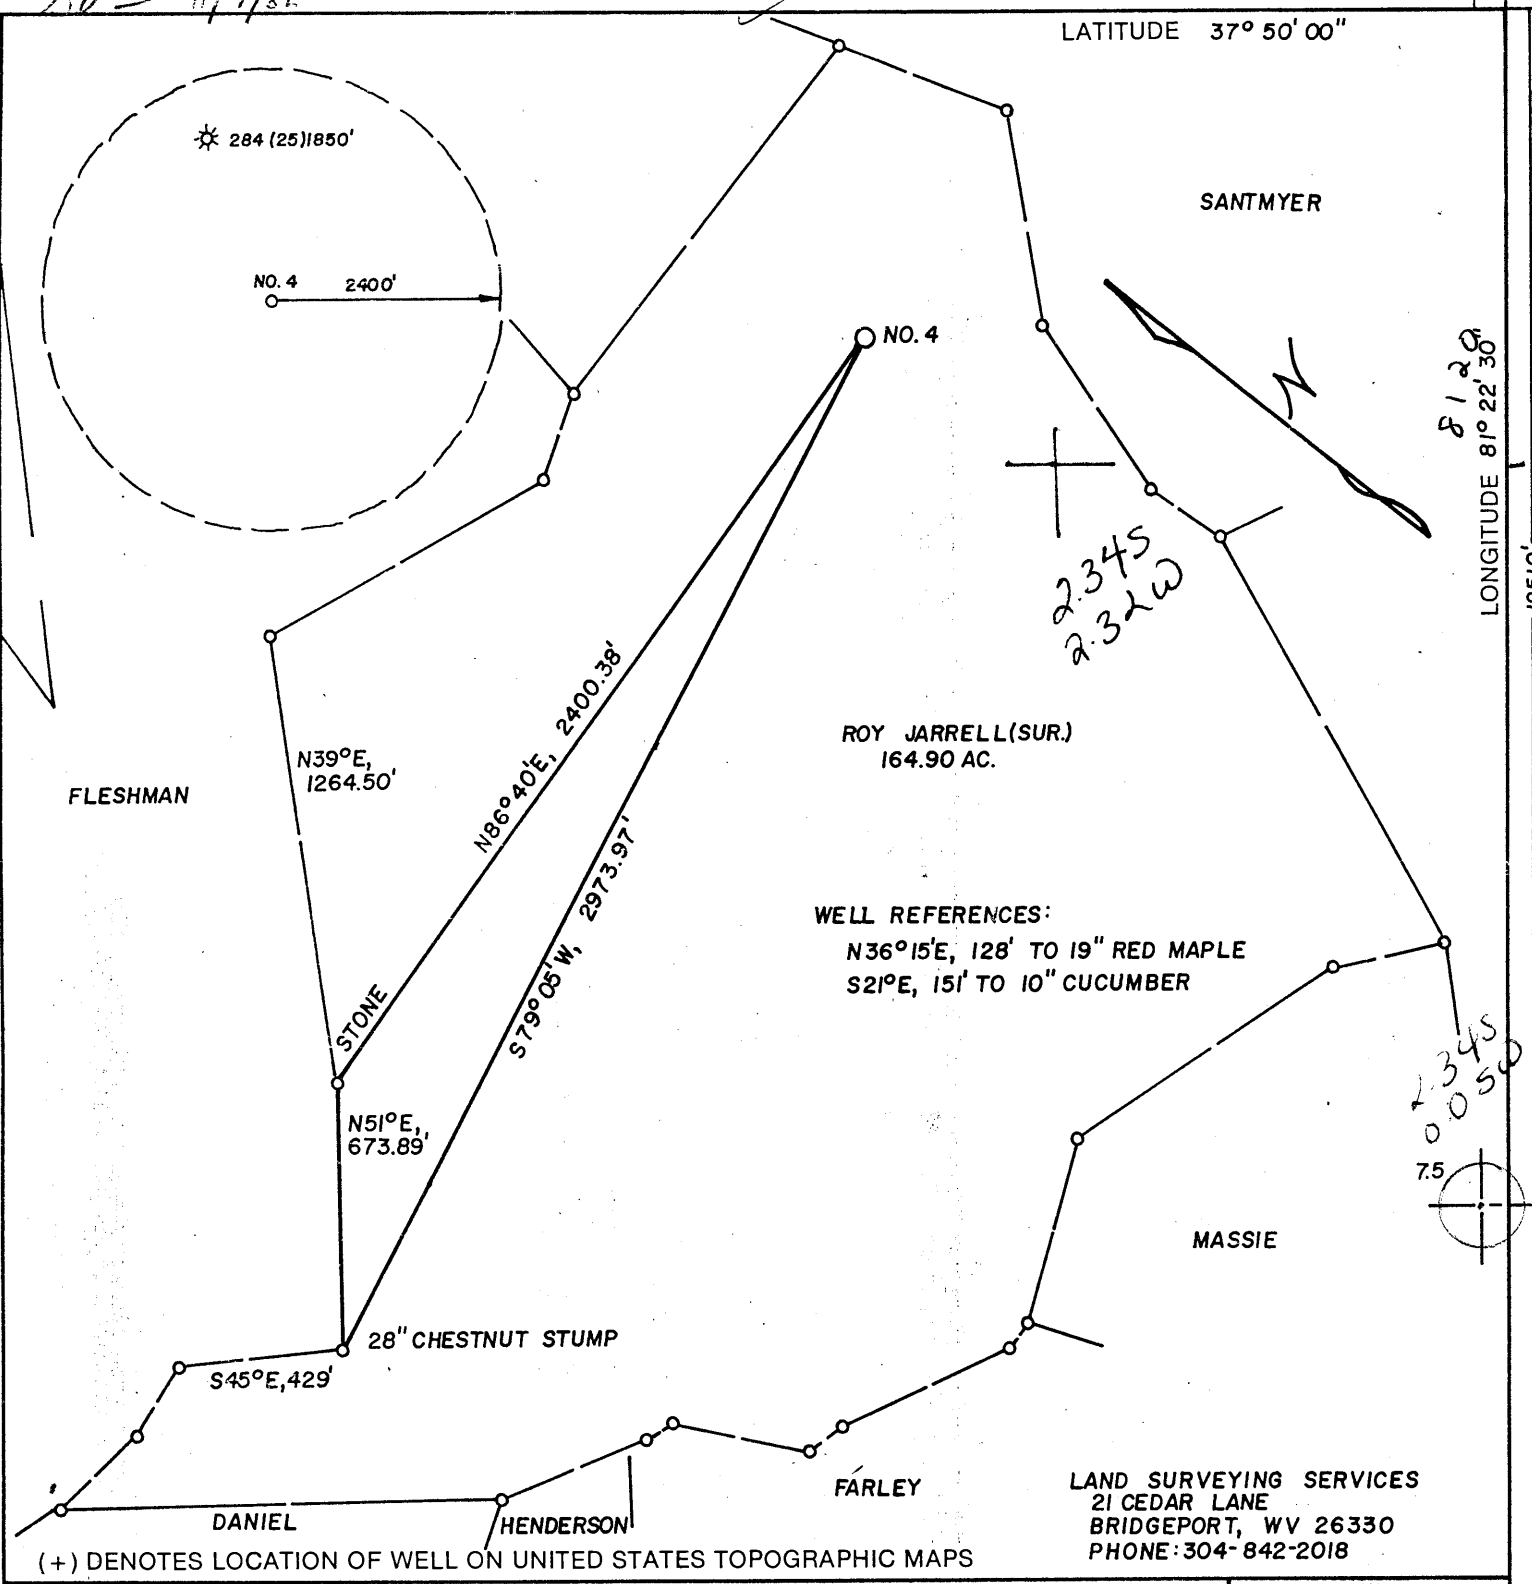 LATITUDE 37° 50' 00"
284 (25) 1850'
SANTMYER
NO. 4 2400'
NO. 4
N
8120
LONGITUDE 81° 22' 30"
2.34S
2.32W
N86°40'E, 2400.38'
ROY JARRELL (SUR.)
164.90 AC.
N39°E,
1264.50'
FLESHMAN
S79°05'W, 2973.97'
WELL REFERENCES:
N36°15'E, 128' TO 19" RED MAPLE
S21°E, 151' TO 10" CUCUMBER
STONE
2.34S
0.05W
N51°E,
673.89'
7.5
MASSIE
28" CHESTNUT STUMP
S45°E, 429'
FARLEY
LAND SURVEYING SERVICES
21 CEDAR LANE
BRIDGEPORT, WV 26330
PHONE: 304-842-2018
DANIEL
HENDERSON
(+) DENOTES LOCATION OF WELL ON UNITED STATES TOPOGRAPHIC MAPS